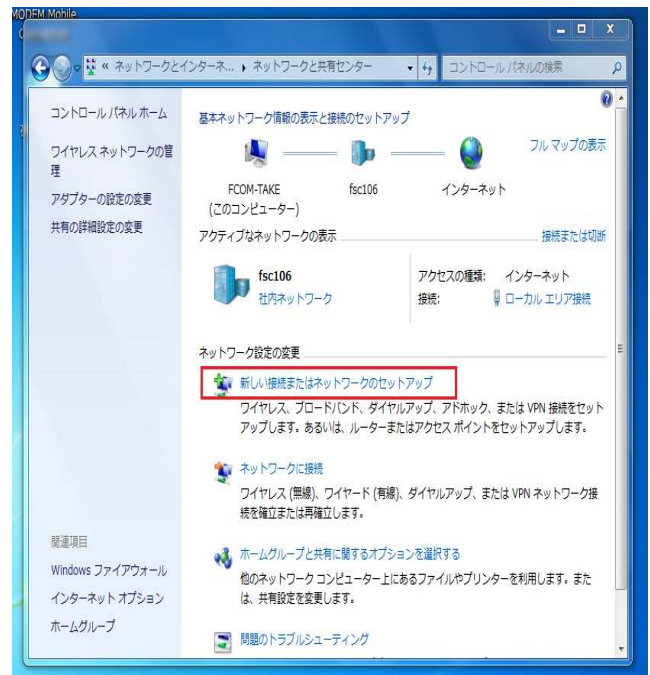 MODEM Mobile
« ネットワークとインターネ... ▶ ネットワークと共有センター
コントロール パネルの検索
コントロール パネル ホーム
ワイヤレス ネットワークの管
理
アダプターの設定の変更
共有の詳細設定の変更
基本ネットワーク情報の表示と接続のセットアップ
フル マップの表示
FCOM-TAKE
(このコンピューター)
fsc106
インターネット
アクティブなネットワークの表示
接続または切断
fsc106
社内ネットワーク
アクセスの種類: インターネット
接続: ローカル エリア接続
ネットワーク設定の変更
新しい接続またはネットワークのセットアップ
ワイヤレス、ブロードバンド、ダイヤルアップ、アドホック、または VPN 接続をセット
アップします。あるいは、ルーターまたはアクセス ポイントをセットアップします。
ネットワークに接続
ワイヤレス (無線)、ワイヤード (有線)、ダイヤルアップ、または VPN ネットワーク接
続を確立または再確立します。
ホームグループと共有に関するオプションを選択する
他のネットワーク コンピューター上にあるファイルやプリンターを利用します。また
は、共有設定を変更します。
問題のトラブルシューティング
関連項目
Windows ファイアウォール
インターネット オプション
ホームグループ